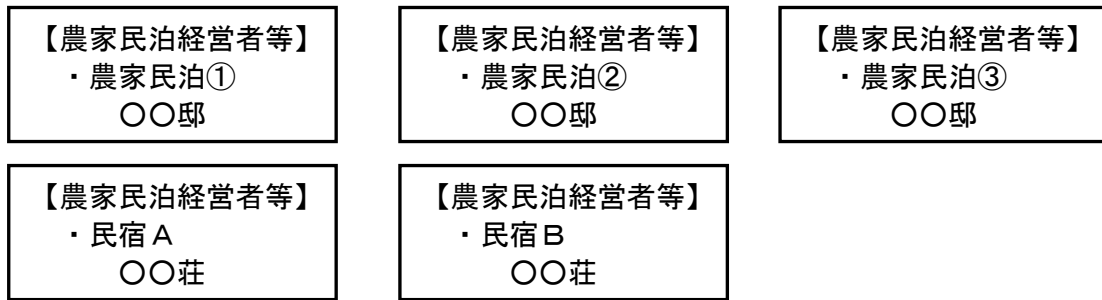 【農家民泊経営者等】
・農家民泊①
〇〇邸
【農家民泊経営者等】
・農家民泊②
〇〇邸
【農家民泊経営者等】
・農家民泊③
〇〇邸
【農家民泊経営者等】
・民宿Ａ
〇〇荘
【農家民泊経営者等】
・民宿Ｂ
〇〇荘